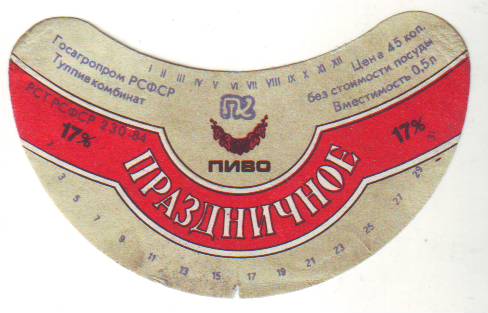 Госагропром РСФСР
Тулпивкомбинат
РСТ РСФСР 230-84
I II III IV V VI VII VIII IX X XI XII
Цена 45 коп.
без стоимости посуды
Вместимость 0,5 л
17%
ПИВО
17%
ПРАЗДНИЧНОЕ
3 5 7 9 11 13 15 17 19 21 23 25 27 29